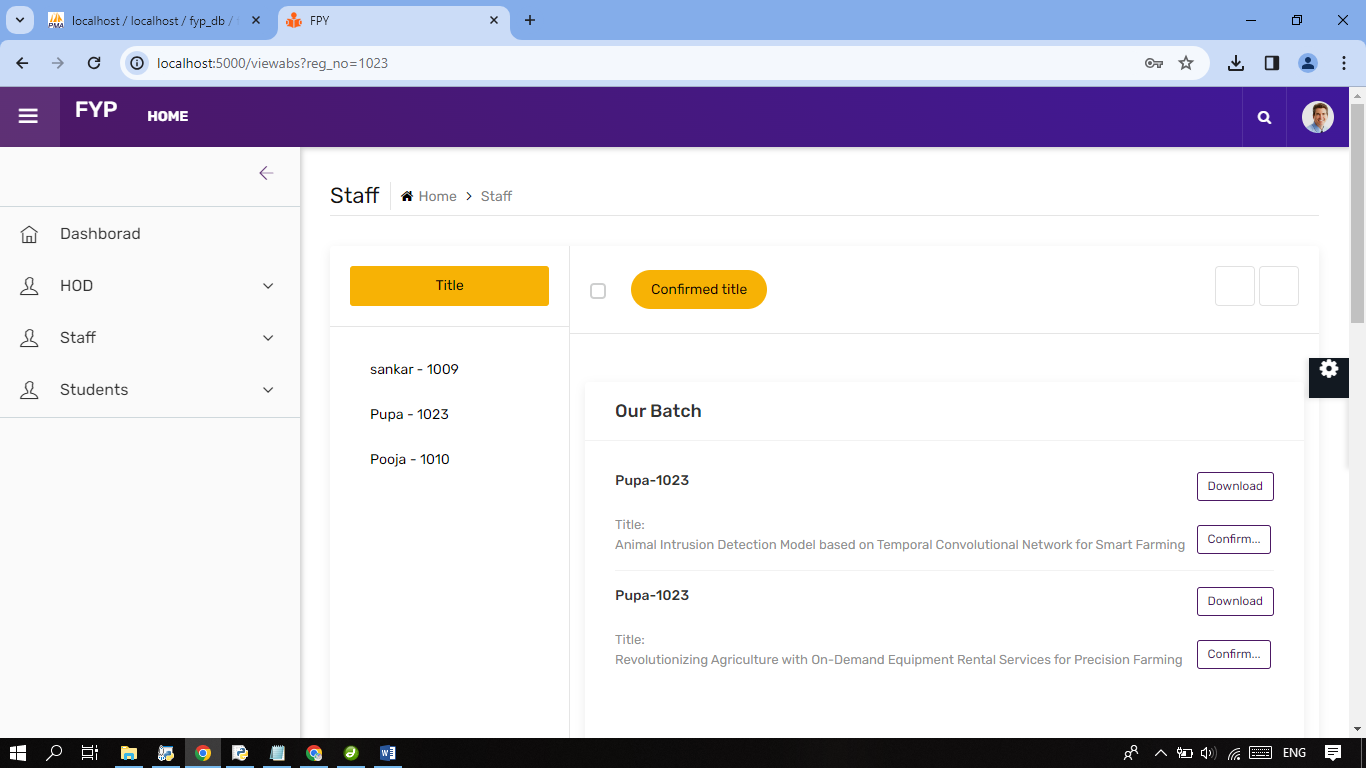 localhost / localhost / fyp_db /
FPY
localhost:5000/viewabs?reg_no=1023
FYP
HOME
Staff
Home > Staff
Dashborad
HOD
Staff
Students
Title
Confirmed title
sankar - 1009
Pupa - 1023
Pooja - 1010
Our Batch
Pupa-1023
Download
Title:
Animal Intrusion Detection Model based on Temporal Convolutional Network for Smart Farming
Confirm...
Pupa-1023
Download
Title:
Revolutionizing Agriculture with On-Demand Equipment Rental Services for Precision Farming
Confirm...
ENG